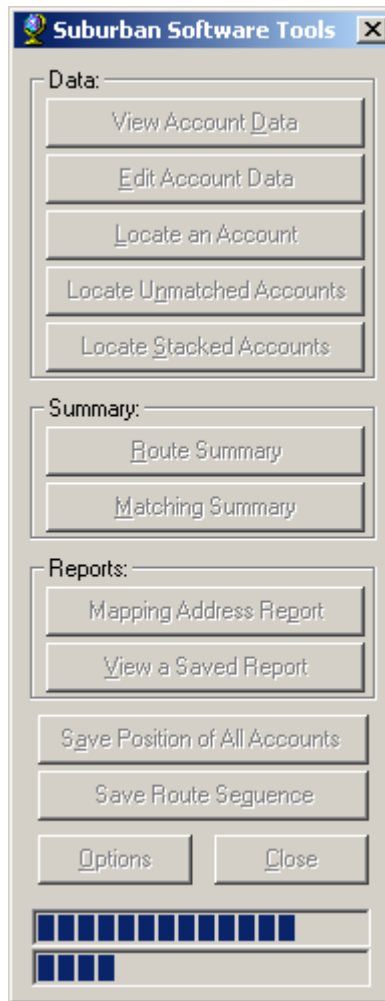 Suburban Software Tools
Data:
View Account Data
Edit Account Data
Locate an Account
Locate Unmatched Accounts
Locate Stacked Accounts
Summary:
Route Summary
Matching Summary
Reports:
Mapping Address Report
View a Saved Report
Save Position of All Accounts
Save Route Sequence
Options Close